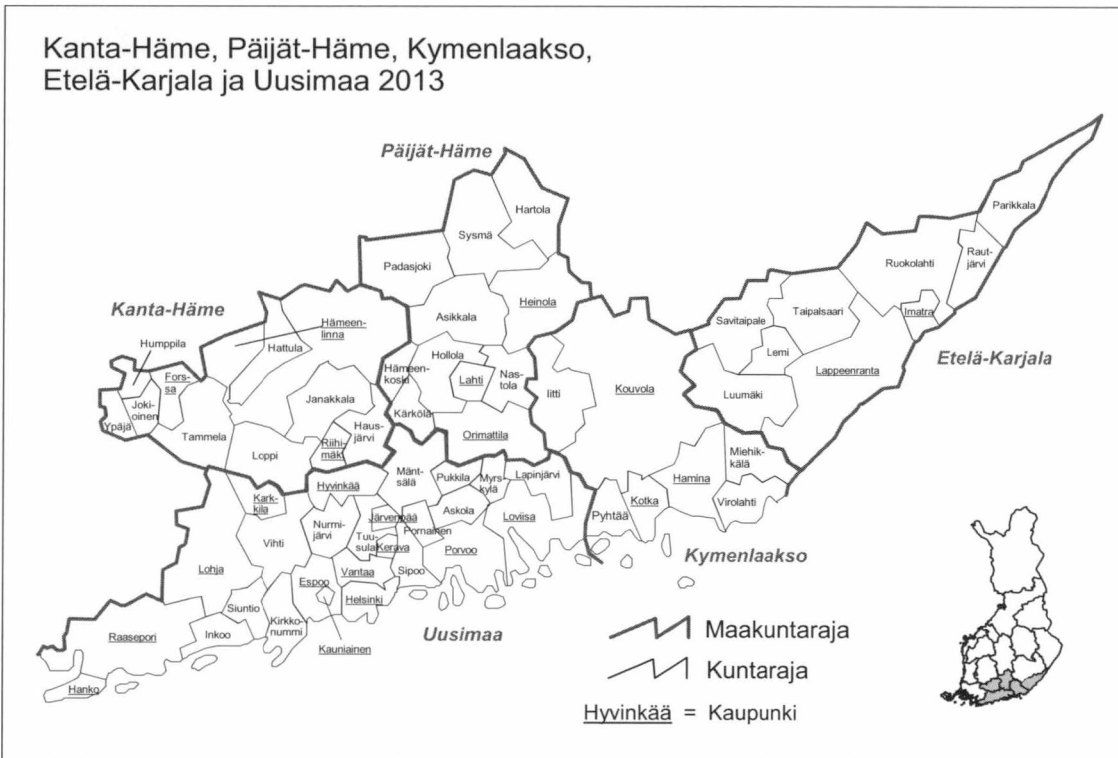 Kanta-Häme, Päijät-Häme, Kymenlaakso,
Etelä-Karjala ja Uusimaa 2013
Päijät-Häme
Hartola
Sysmä
Padasjoki
Heinola
Asikkala
Hollola
Hämeen-
koski
Lahti
Nas-
tola
Kärkölä
Orimattila
Kanta-Häme
Humppila
Hämeen-
linna
Hattula
Fors-
sa
Joki-
oinen
Ypäjä
Tammela
Janakkala
Loppi
Riihi-
mäk.
Haus-
järvi
Parikkala
Ruokolahti
Raut-
järvi
Imatra
Savitaipale
Taipalsaari
Lemi
Lappeenranta
Luumäki
Etelä-Karjala
Iitti
Kouvola
Miehik-
kälä
Hamina
Virolahti
Kotka
Pyhtää
Kymenlaakso
Mänt-
sälä
Hyvinkää
Pukkila
Myrs-
kylä
Lapinjärvi
Askola
Loviisa
Kark-
kila
Nurmi-
järvi
Järvenpää
Pornainen
Tuu-
sula
Kerava
Porvoo
Vihti
Vantaa
Sipoo
Lohja
Espoo
Helsinki
Siuntio
Kirkko-
nummi
Inkoo
Kauniainen
Raasepori
Hanko
Uusimaa
Maakuntaraja
Kuntaraja
Hyvinkää = Kaupunki